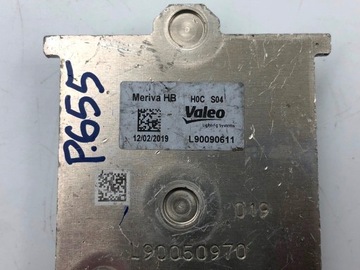 P.655
Meriva HB H0C S04
Valeo
Lighting Systems
12/02/2019 L90090611
D19
L90050970